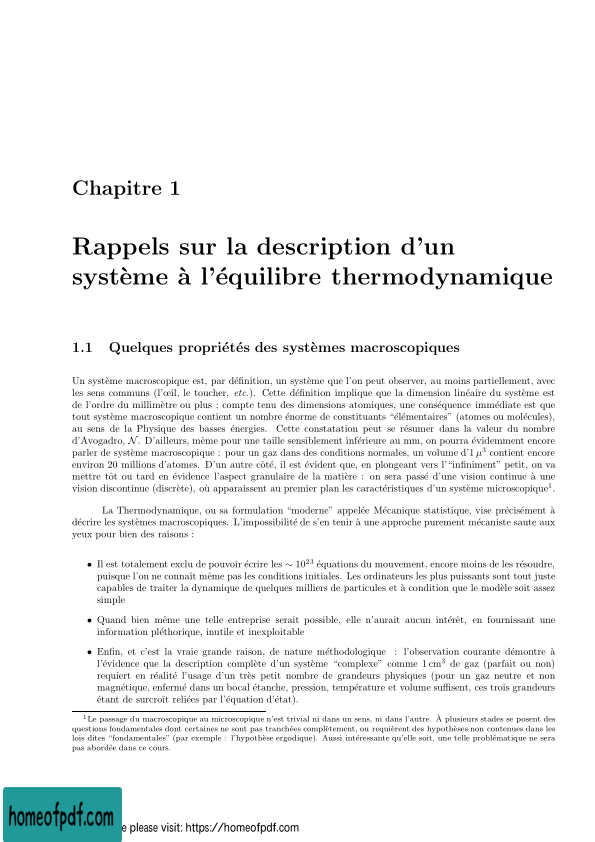 Chapitre 1
Rappels sur la description d'un
système à l'équilibre thermodynamique
1.1 Quelques propriétés des systèmes macroscopiques
Un système macroscopique est, par définition, un système que l'on peut observer, au moins partiellement, avec
les sens communs (l'œil, le toucher, etc.). Cette définition implique que la dimension linéaire du système est
de l'ordre du millimètre ou plus ; compte tenu des dimensions atomiques, une conséquence immédiate est que
tout système macroscopique contient un nombre énorme de constituants "élémentaires" (atomes ou molécules),
au sens de la Physique des basses énergies. Cette constatation peut se résumer dans la valeur du nombre
d'Avogadro, 𝒩. D'ailleurs, même pour une taille sensiblement inférieure au mm, on pourra évidemment encore
parler de système macroscopique : pour un gaz dans des conditions normales, un volume d'1 μ³ contient encore
environ 20 millions d'atomes. D'un autre côté, il est évident que, en plongeant vers l'"infiniment" petit, on va
mettre tôt ou tard en évidence l'aspect granulaire de la matière : on sera passé d'une vision continue à une
vision discontinue (discrète), où apparaissent au premier plan les caractéristiques d'un système microscopique¹.
La Thermodynamique, ou sa formulation "moderne" appelée Mécanique statistique, vise précisément à
décrire les systèmes macroscopiques. L'impossibilité de s'en tenir à une approche purement mécaniste saute aux
yeux pour bien des raisons :
• Il est totalement exclu de pouvoir écrire les ∼ 10²³ équations du mouvement, encore moins de les résoudre,
puisque l'on ne connait même pas les conditions initiales. Les ordinateurs les plus puissants sont tout juste
capables de traiter la dynamique de quelques milliers de particules et à condition que le modèle soit assez
simple
• Quand bien même une telle entreprise serait possible, elle n'aurait aucun intérêt, en fournissant une
information pléthorique, inutile et inexploitable
• Enfin, et c'est la vraie grande raison, de nature méthodologique : l'observation courante démontre à
l'évidence que la description complète d'un système "complexe" comme 1 cm³ de gaz (parfait ou non)
requiert en réalité l'usage d'un très petit nombre de grandeurs physiques (pour un gaz neutre et non
magnétique, enfermé dans un bocal étanche, pression, température et volume suffisent, ces trois grandeurs
étant de surcroît reliées par l'équation d'état).
¹Le passage du macroscopique au microscopique n'est trivial ni dans un sens, ni dans l'autre. À plusieurs stades se posent des
questions fondamentales dont certaines ne sont pas tranchées complètement, ou requièrent des hypothèses non contenues dans les
lois dites "fondamentales" (par exemple : l'hypothèse ergodique). Aussi intéressante qu'elle soit, une telle problématique ne sera
pas abordée dans ce cours.
homeofpdf.com
please visit: https://homeofpdf.com